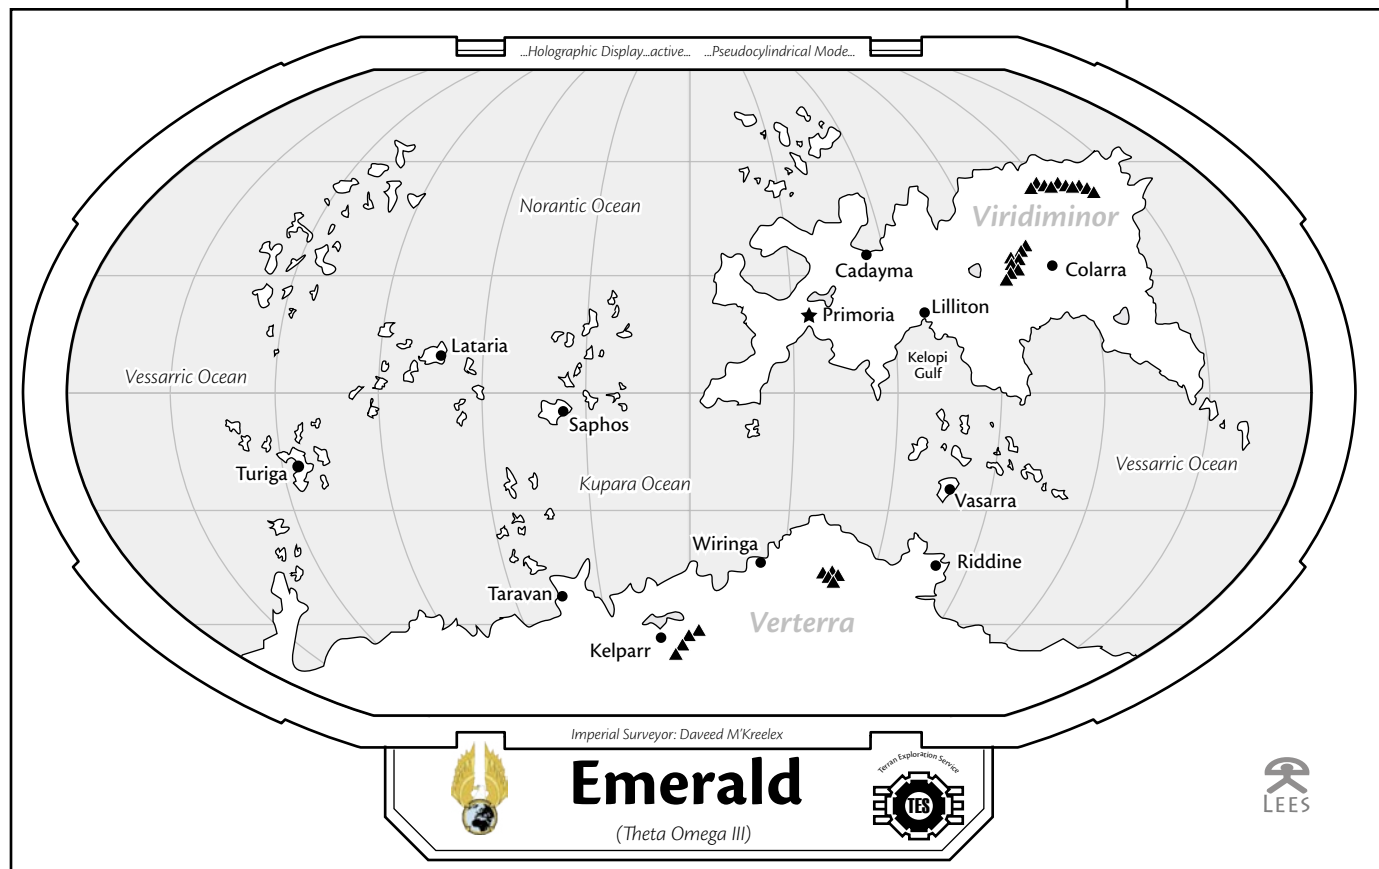 ...Holographic Display...active... ...Pseudocylindrical Mode...
Norantic Ocean
Viridiminor
Cadayma
Colarra
Primoria
Lilliton
Lataria
Kelopi
Gulf
Vessarric Ocean
Saphos
Turiga
Kupara Ocean
Vessarric Ocean
Vasarra
Wiringa
Riddine
Taravan
Verterra
Kelparr
Imperial Surveyor: Daveed M'Kreelex
Emerald
(Theta Omega III)
Terran Exploration Service
TES
LEES